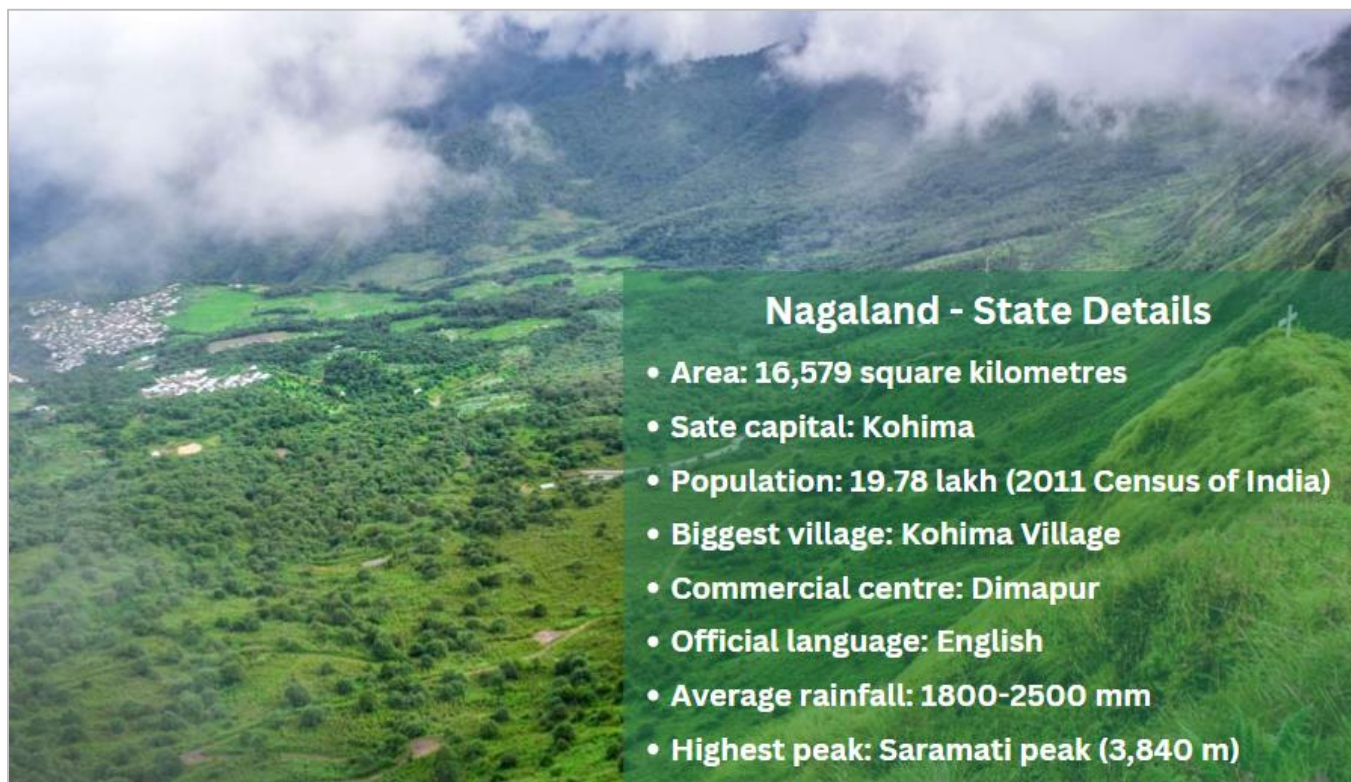 Nagaland - State Details
• Area: 16,579 square kilometres
• Sate capital: Kohima
• Population: 19.78 lakh (2011 Census of India)
• Biggest village: Kohima Village
• Commercial centre: Dimapur
• Official language: English
• Average rainfall: 1800-2500 mm
• Highest peak: Saramati peak (3,840 m)